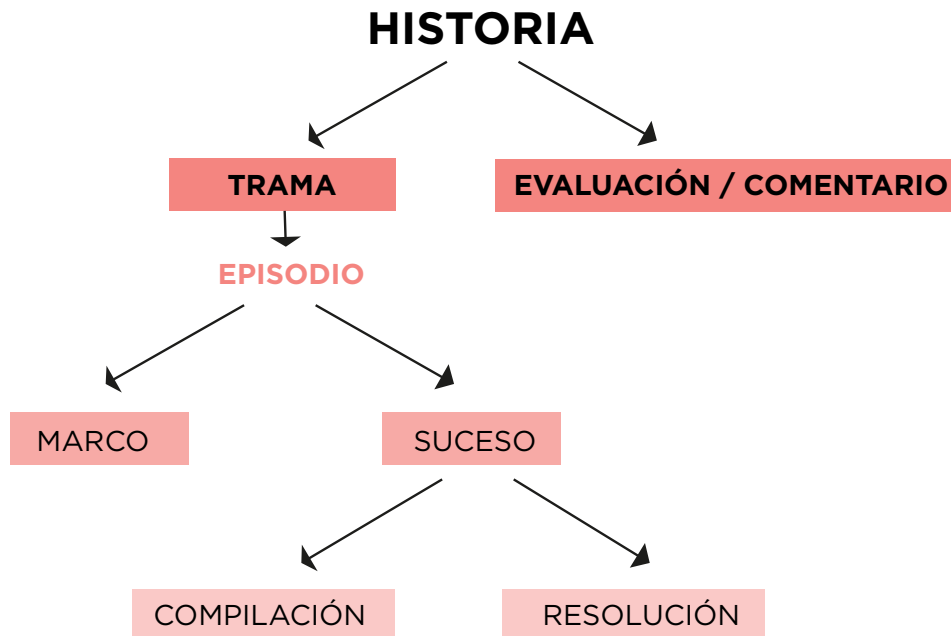 HISTORIA
TRAMA
EVALUACIÓN / COMENTARIO
EPISODIO
MARCO
SUCESO
COMPILACIÓN
RESOLUCIÓN